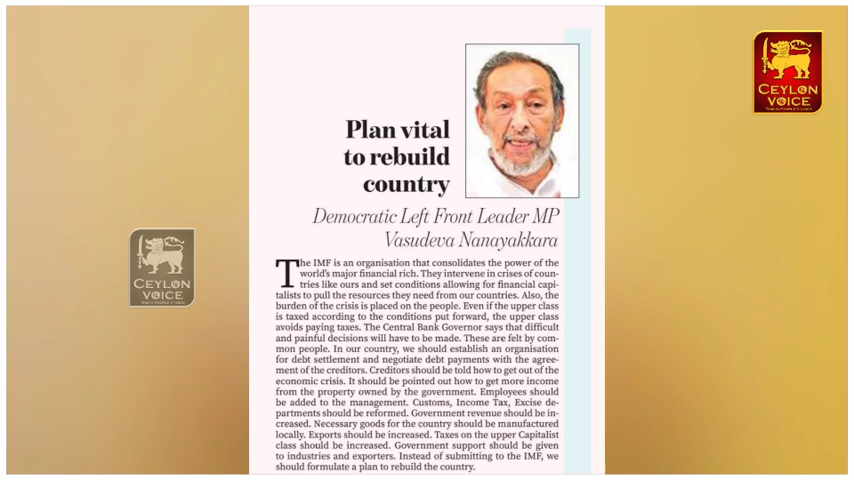 CEYLON
VOICE
Plan vital
to rebuild
country
Democratic Left Front Leader MP
Vasudeva Nanayakkara
The IMF is an organisation that consolidates the power of the
world's major financial rich. They intervene in crises of coun-
tries like ours and set conditions allowing for financial capi-
talists to pull the resources they need from our countries. Also, the
burden of the crisis is placed on the people. Even if the upper class
is taxed according to the conditions put forward, the upper class
avoids paying taxes. The Central Bank Governor says that difficult
and painful decisions will have to be made. These are felt by com-
mon people. In our country, we should establish an organisation
for debt settlement and negotiate debt payments with the agree-
ment of the creditors. Creditors should be told how to get out of the
economic crisis. It should be pointed out how to get more income
from the property owned by the government. Employees should
be added to the management. Customs, Income Tax, Excise de-
partments should be reformed. Government revenue should be in-
creased. Necessary goods for the country should be manufactured
locally. Exports should be increased. Taxes on the upper Capitalist
class should be increased. Government support should be given
to industries and exporters. Instead of submitting to the IMF, we
should formulate a plan to rebuild the country.
CEYLON
VOICE